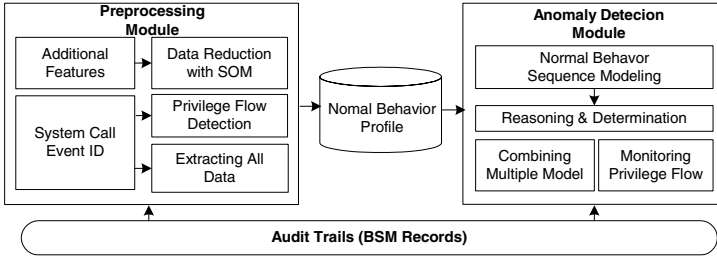 Preprocessing
Module
Additional
Features
Data Reduction
with SOM
System Call
Event ID
Privilege Flow
Detection
Extracting All
Data
Nomal Behavior
Profile
Anomaly Detecion
Module
Normal Behavor
Sequence Modeling
Reasoning & Determination
Combining
Multiple Model
Monitoring
Privilege Flow
Audit Trails (BSM Records)